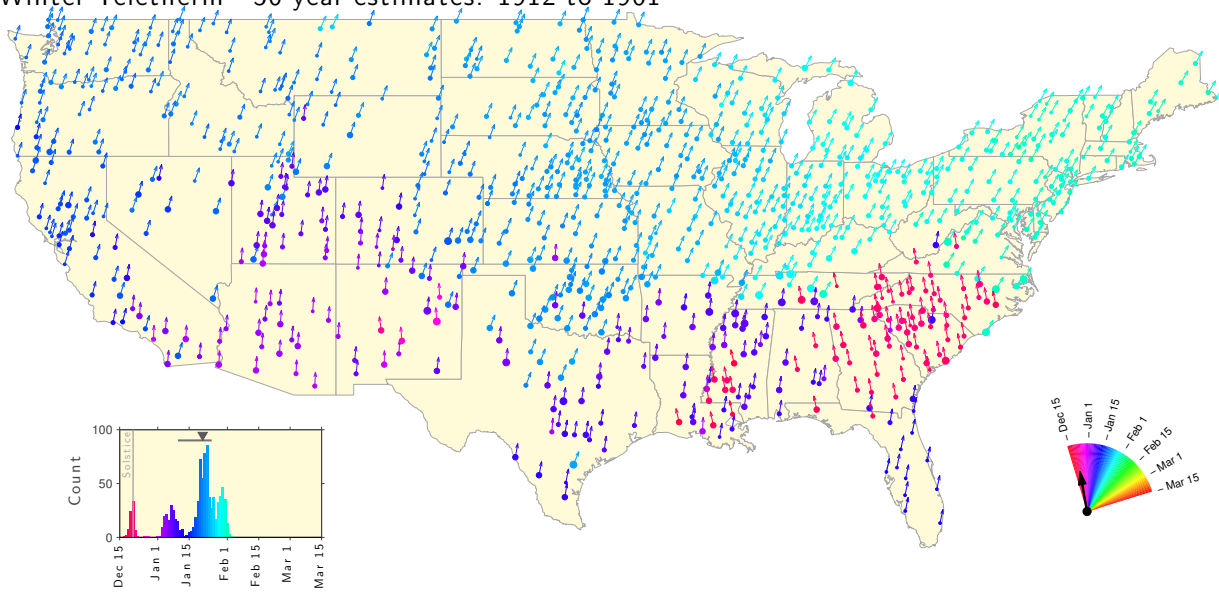 Winter Teletherm – 50 year estimates: 1912 to 1961
100
50
0
Count
Solstice
Dec 15
Jan 1
Jan 15
Feb 1
Feb 15
Mar 1
Mar 15
– Dec 15
– Jan 1
– Jan 15
– Feb 1
– Feb 15
– Mar 1
– Mar 15